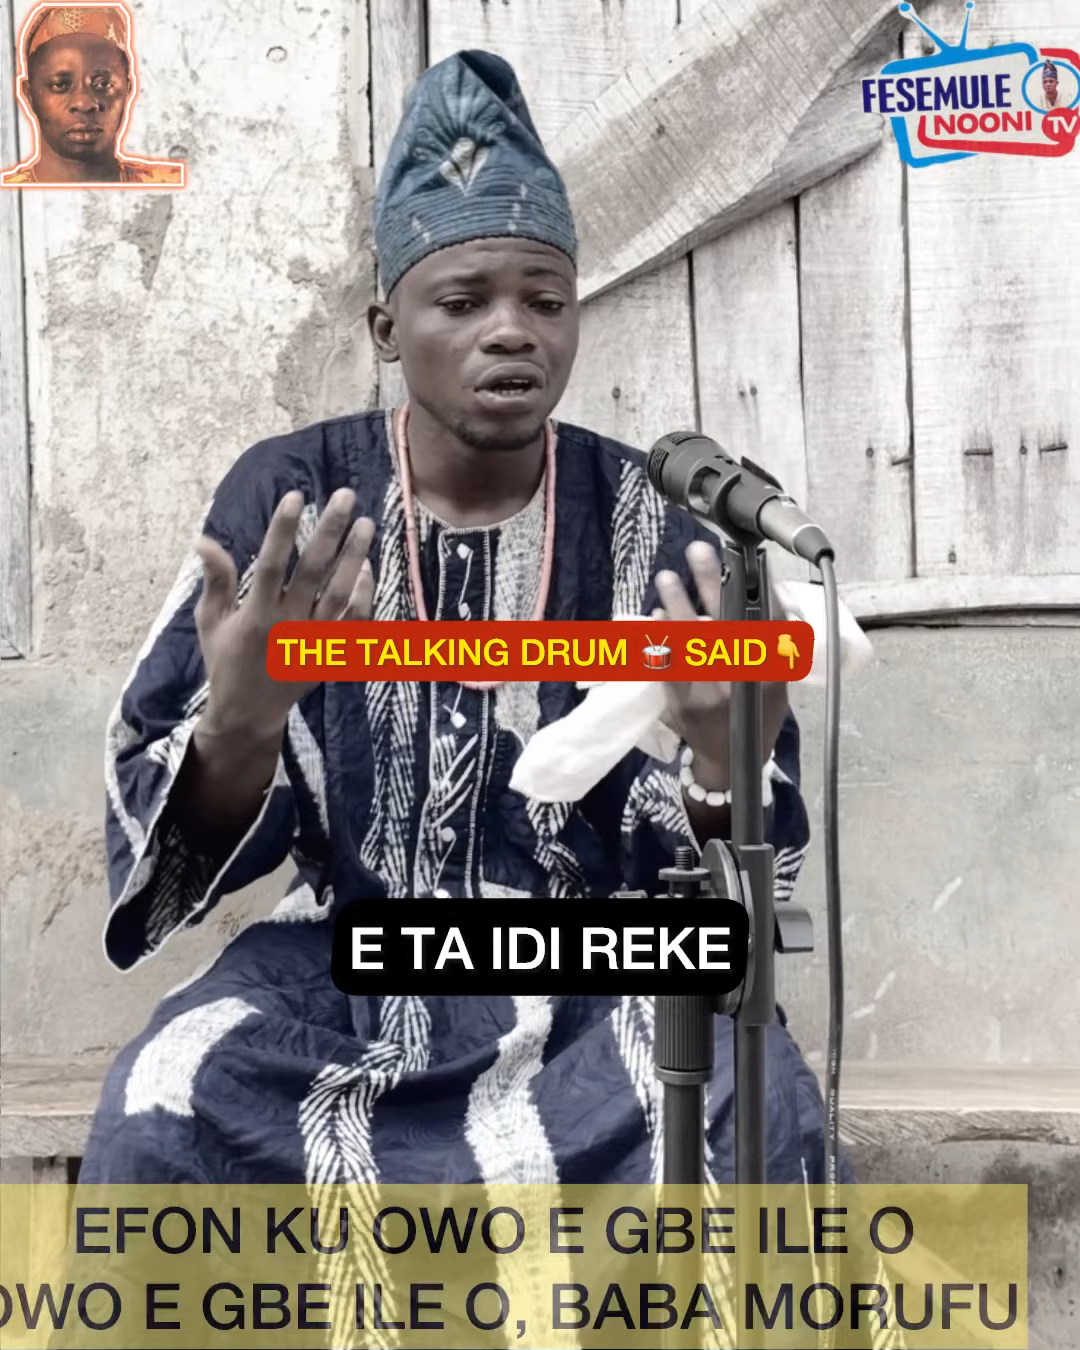 FESEMULE
NOONI TV
THE TALKING DRUM 🥁 SAID👇
E TA IDI REKE
EFON KU OWO E GBE ILE O
OWO E GBE ILE O, BABA MORUFU